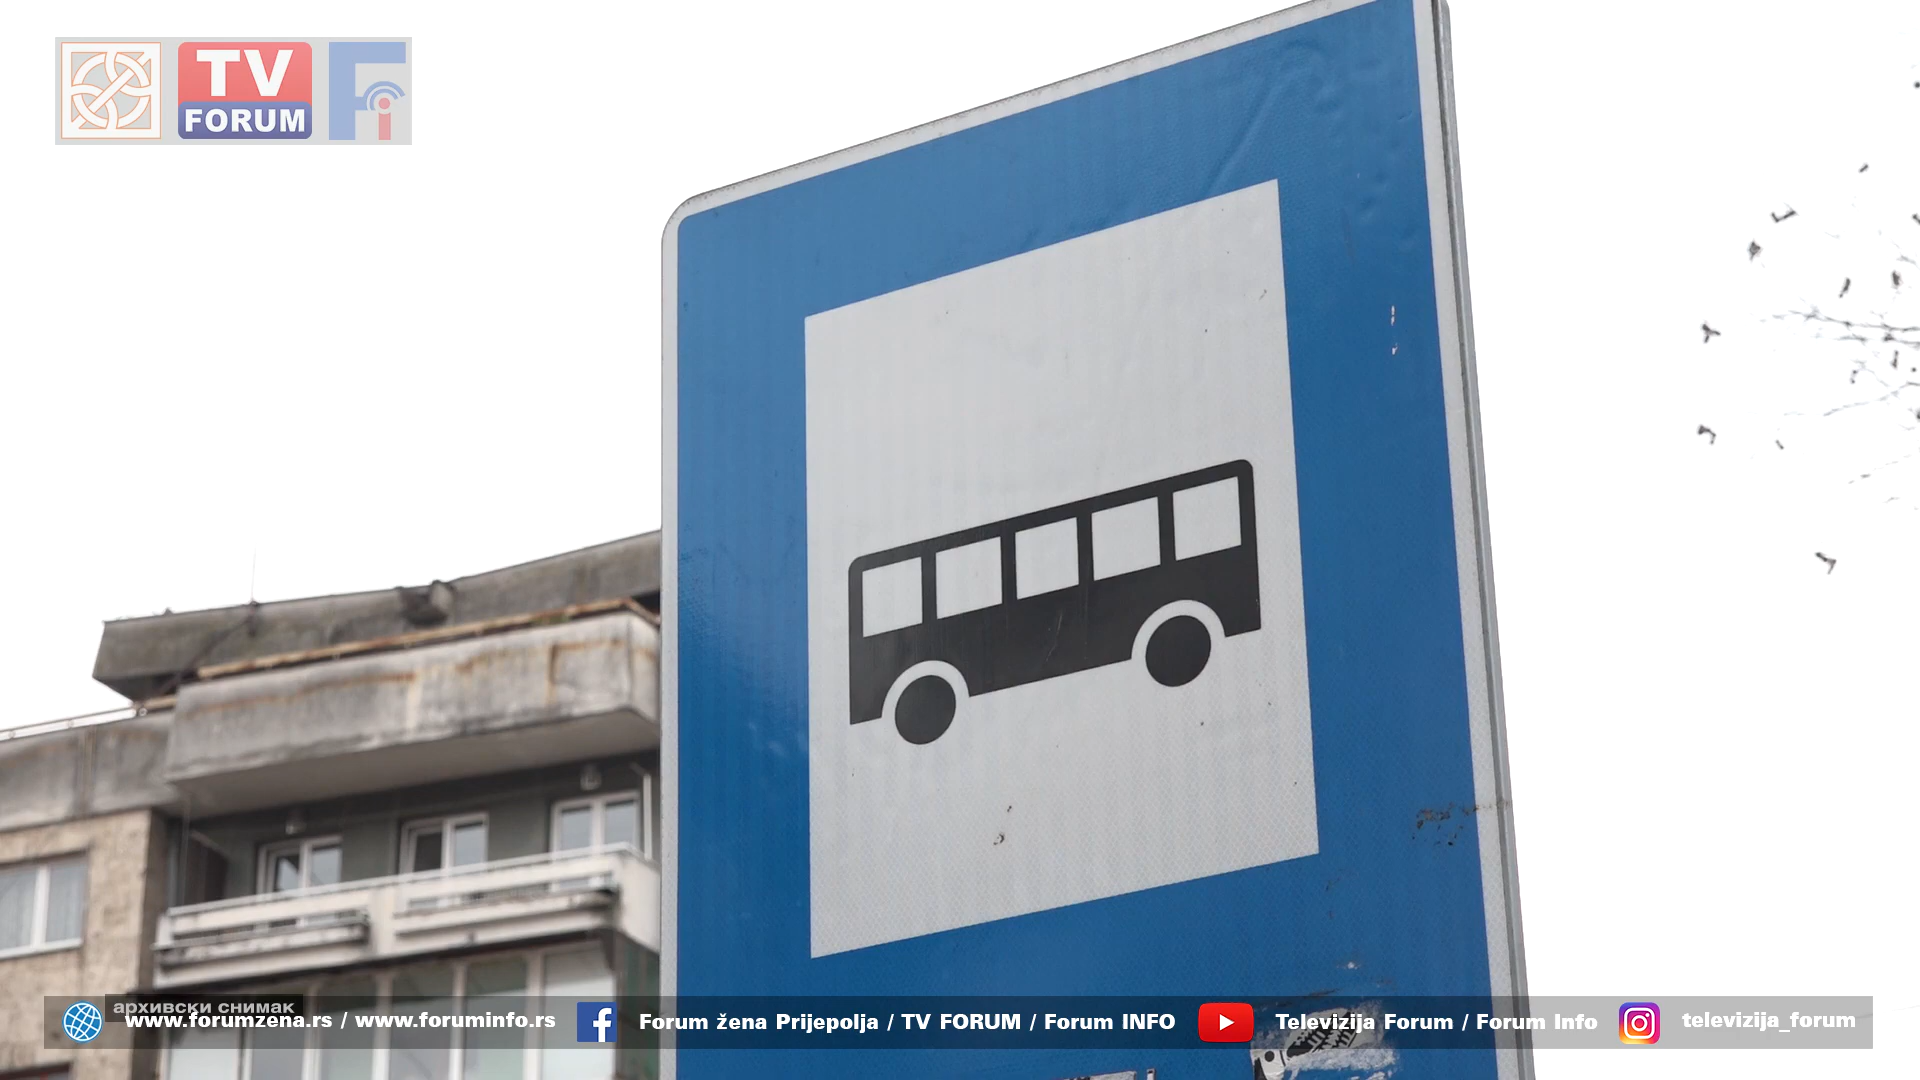 TV
FORUM
Fi
архивски снимак
www.forumzena.rs / www.foruminfo.rs
Forum žena Prijepolja / TV FORUM / Forum INFO
Televizija Forum / Forum Info
televizija_forum